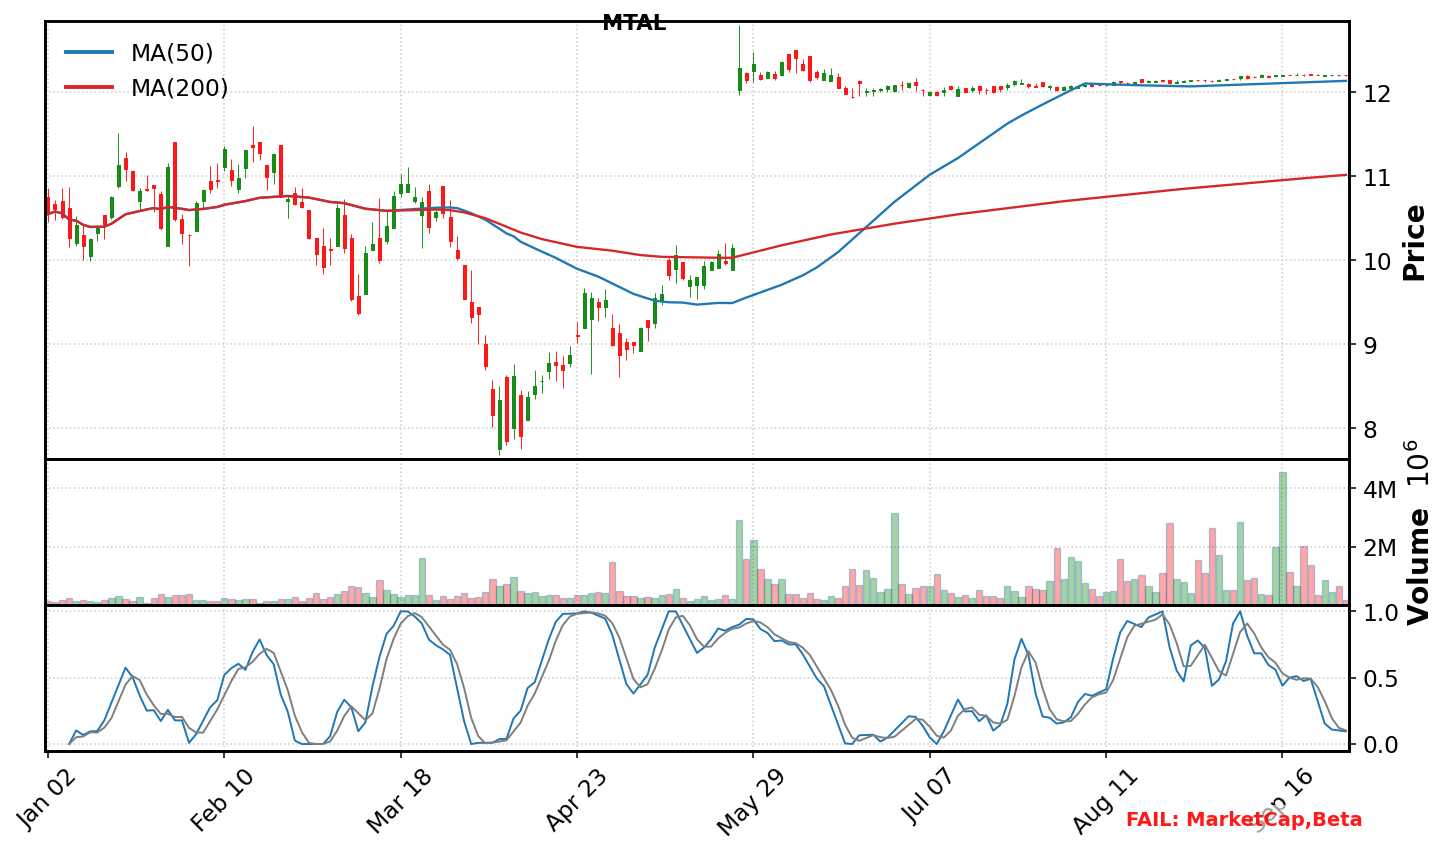 MTAL
MA(50)
MA(200)
12
11
10
9
8
Price
4M
2M
Volume 10^6
1.0
0.5
0.0
Jan 02
Feb 10
Mar 18
Apr 23
May 29
Jul 07
Aug 11
Sep 16
FAIL: MarketCap,Beta